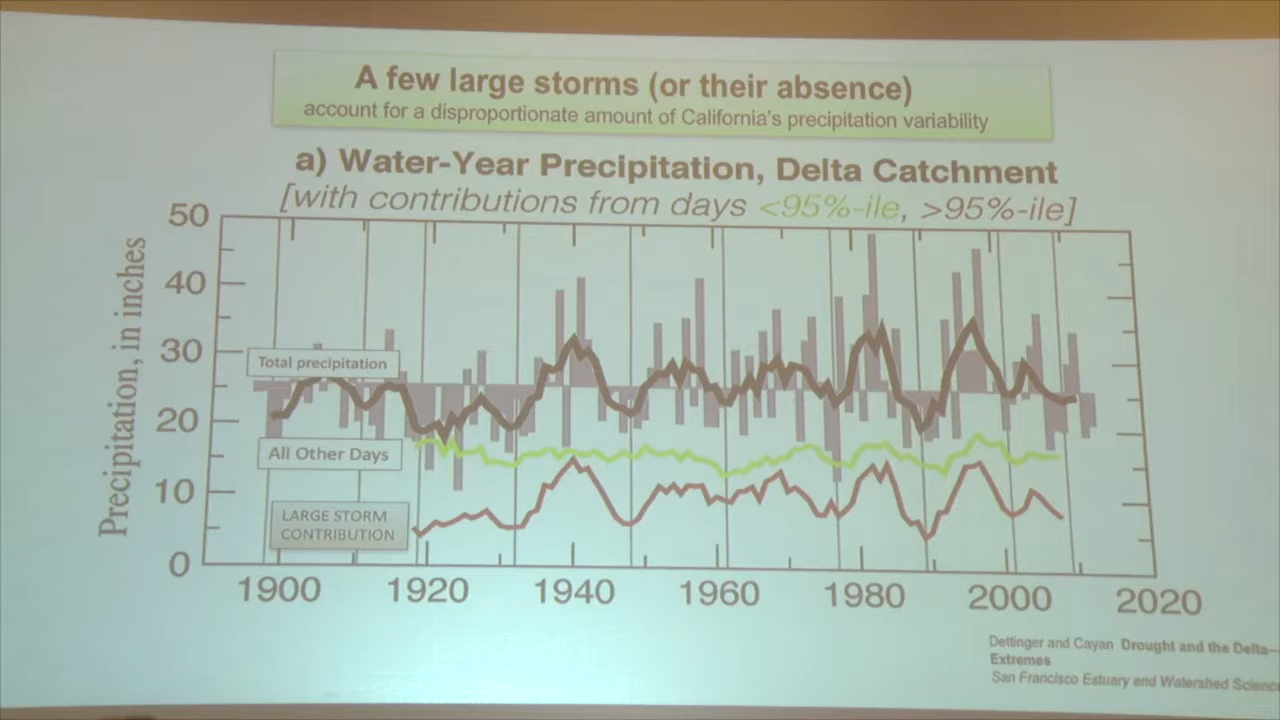 A few large storms (or their absence)
account for a disproportionate amount of California's precipitation variability
a) Water-Year Precipitation, Delta Catchment
[with contributions from days <95%-ile, >95%-ile]
50
40
30
20
10
0
Precipitation, in inches
Total precipitation
All Other Days
LARGE STORM
CONTRIBUTION
1900 1920 1940 1960 1980 2000 2020
Dettinger and Cayan Drought and the Delta—
Extremes
San Francisco Estuary and Watershed Science